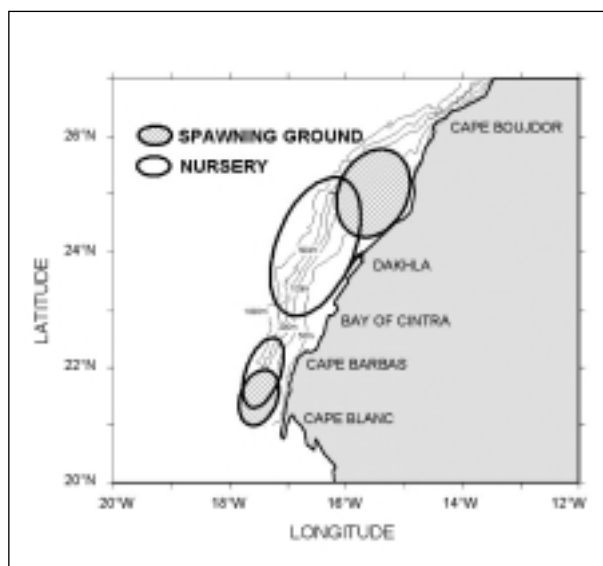 26°N
CAPE BOUJDOR
SPAWNING GROUND
NURSERY
24°N
DAKHLA
LATITUDE
BAY OF CINTRA
22°N
CAPE BARBAS
CAPE BLANC
20°N
20°W
18°W
16°W
14°W
12°W
LONGITUDE